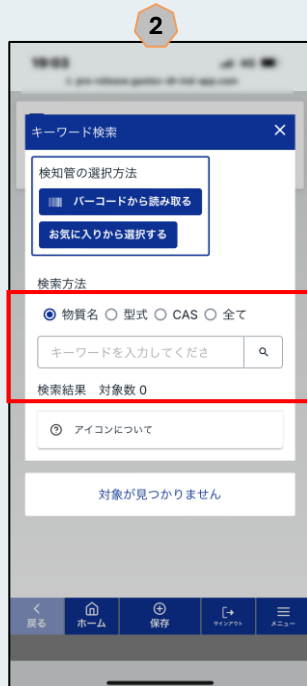 2
19:03
4G
キーワード検索
検知管の選択方法
バーコードから読み取る
お気に入りから選択する
検索方法
物質名 型式 CAS 全て
キーワードを入力してくださ
検索結果 対象数 0
アイコンについて
対象が見つかりません
戻る ホーム 保存 サインアウト メニュー